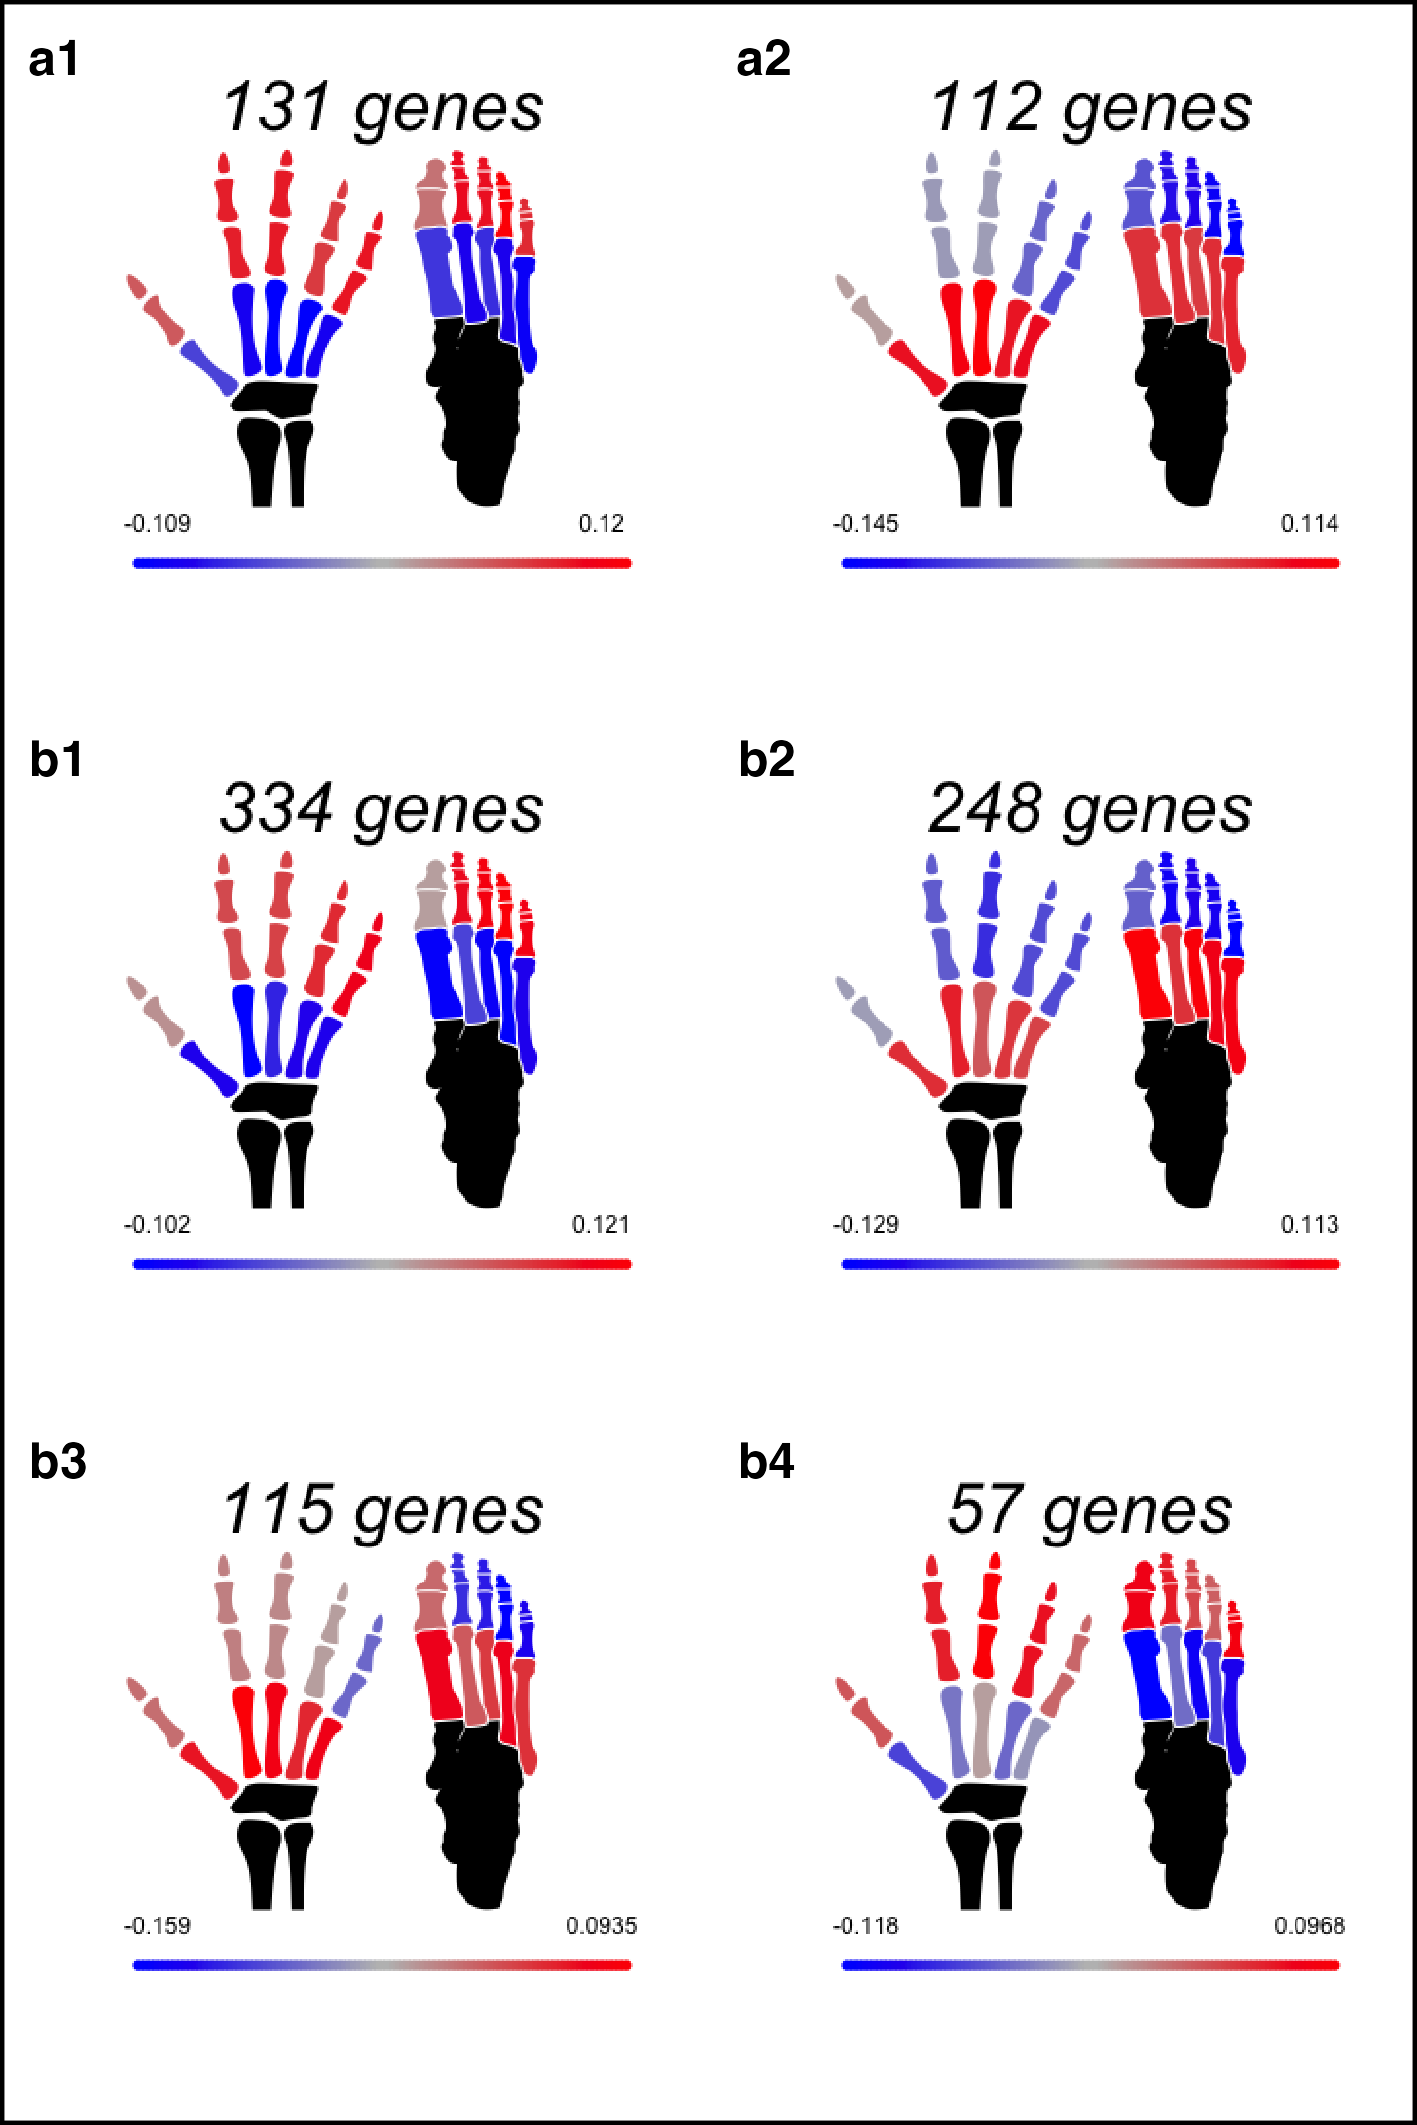 a1
131 genes
-0.109 0.12
a2
112 genes
-0.145 0.114
b1
334 genes
-0.102 0.121
b2
248 genes
-0.129 0.113
b3
115 genes
-0.159 0.0935
b4
57 genes
-0.118 0.0968